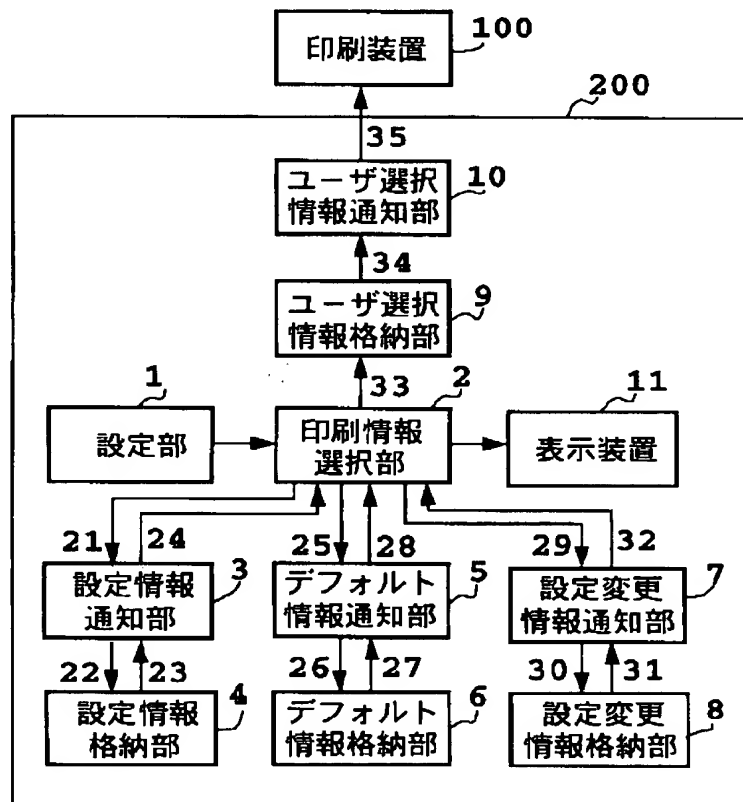 印刷装置
100
200
35
ユーザ選択
情報通知部
10
34
ユーザ選択
情報格納部
9
33
1
2
11
設定部
印刷情報
選択部
表示装置
21
24
25
28
29
32
設定情報
通知部
3
デフォルト
情報通知部
5
設定変更
情報通知部
7
22
23
26
27
30
31
設定情報
格納部
4
デフォルト
情報格納部
6
設定変更
情報格納部
8